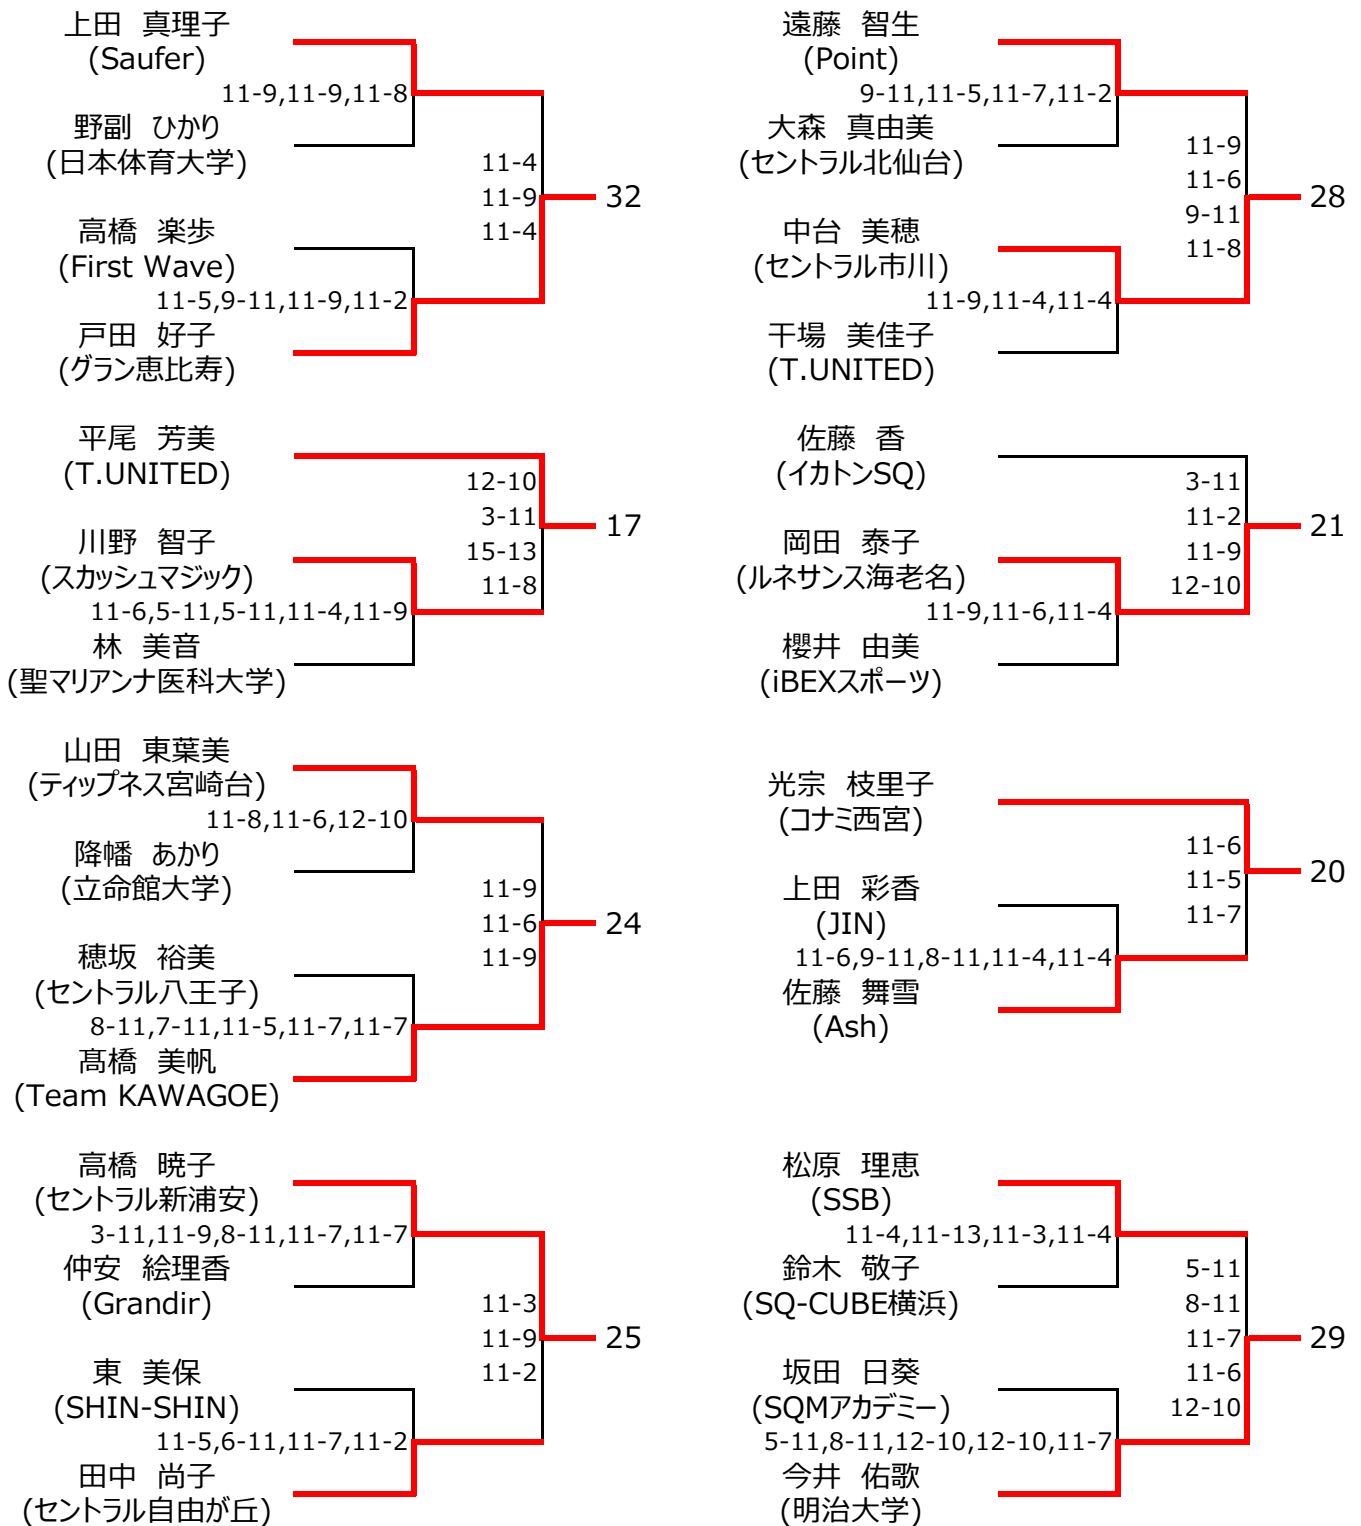 上田 真理子
(Saufer)
11-9,11-9,11-8
野副 ひかり
(日本体育大学)
11-4
11-9
11-4
32
高橋 楽歩
(First Wave)
11-5,9-11,11-9,11-2
戸田 好子
(グラン恵比寿)
平尾 芳美
(T.UNITED)
12-10
3-11
15-13
11-8
17
川野 智子
(スカッシュマジック)
11-6,5-11,5-11,11-4,11-9
林 美音
(聖マリアンナ医科大学)
山田 東葉美
(ティップネス宮崎台)
11-8,11-6,12-10
降幡 あかり
(立命館大学)
11-9
11-6
11-9
24
穂坂 裕美
(セントラル八王子)
8-11,7-11,11-5,11-7,11-7
髙橋 美帆
(Team KAWAGOE)
高橋 暁子
(セントラル新浦安)
3-11,11-9,8-11,11-7,11-7
仲安 絵理香
(Grandir)
11-3
11-9
11-2
25
東 美保
(SHIN-SHIN)
11-5,6-11,11-7,11-2
田中 尚子
(セントラル自由が丘)
遠藤 智生
(Point)
9-11,11-5,11-7,11-2
大森 真由美
(セントラル北仙台)
11-9
11-6
9-11
11-8
28
中台 美穂
(セントラル市川)
11-9,11-4,11-4
干場 美佳子
(T.UNITED)
佐藤 香
(イカトンSQ)
3-11
11-2
11-9
12-10
21
岡田 泰子
(ルネサンス海老名)
11-9,11-6,11-4
櫻井 由美
(iBEXスポーツ)
光宗 枝里子
(コナミ西宮)
11-6
11-5
11-7
20
上田 彩香
(JIN)
11-6,9-11,8-11,11-4,11-4
佐藤 舞雪
(Ash)
松原 理恵
(SSB)
11-4,11-13,11-3,11-4
鈴木 敬子
(SQ-CUBE横浜)
5-11
8-11
11-7
11-6
12-10
29
坂田 日葵
(SQMアカデミー)
5-11,8-11,12-10,12-10,11-7
今井 佑歌
(明治大学)